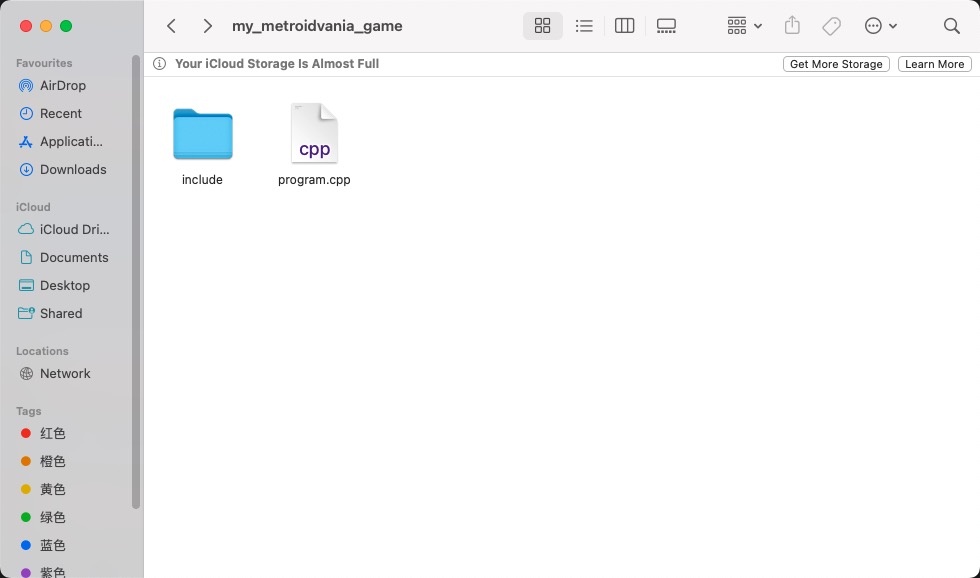 my_metroidvania_game
Your iCloud Storage Is Almost Full
Get More Storage
Learn More
Favourites
AirDrop
Recent
Applicati...
Downloads
iCloud
iCloud Dri...
Documents
Desktop
Shared
Locations
Network
Tags
红色
橙色
黄色
绿色
蓝色
紫色
include
cpp
program.cpp